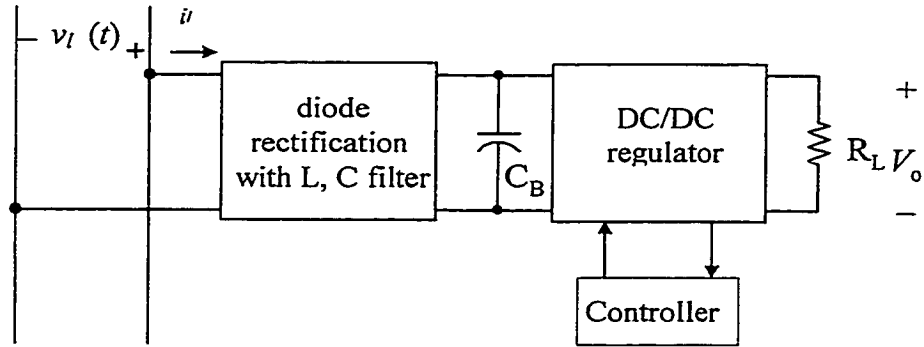 i_l
− v_l (t) +
diode
rectification
with L, C filter
C_B
DC/DC
regulator
R_L
+
V_o
−
Controller